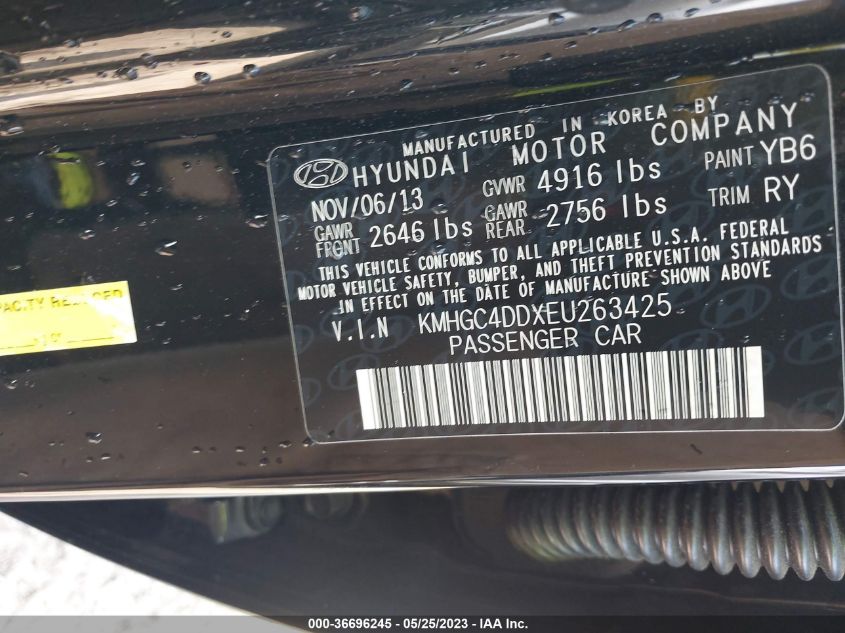 MANUFACTURED IN KOREA BY
HYUNDAI MOTOR COMPANY
NOV/06/13 GVWR 4916 lbs PAINT YB6
GAWR FRONT 2646 lbs GAWR REAR 2756 lbs TRIM RY
THIS VEHICLE CONFORMS TO ALL APPLICABLE U.S.A. FEDERAL
MOTOR VEHICLE SAFETY, BUMPER, AND THEFT PREVENTION STANDARDS
IN EFFECT ON THE DATE OF MANUFACTURE SHOWN ABOVE
V.I.N KMHGC4DDXEU263425
PASSENGER CAR
000-36696245 - 05/25/2023 - IAA Inc.